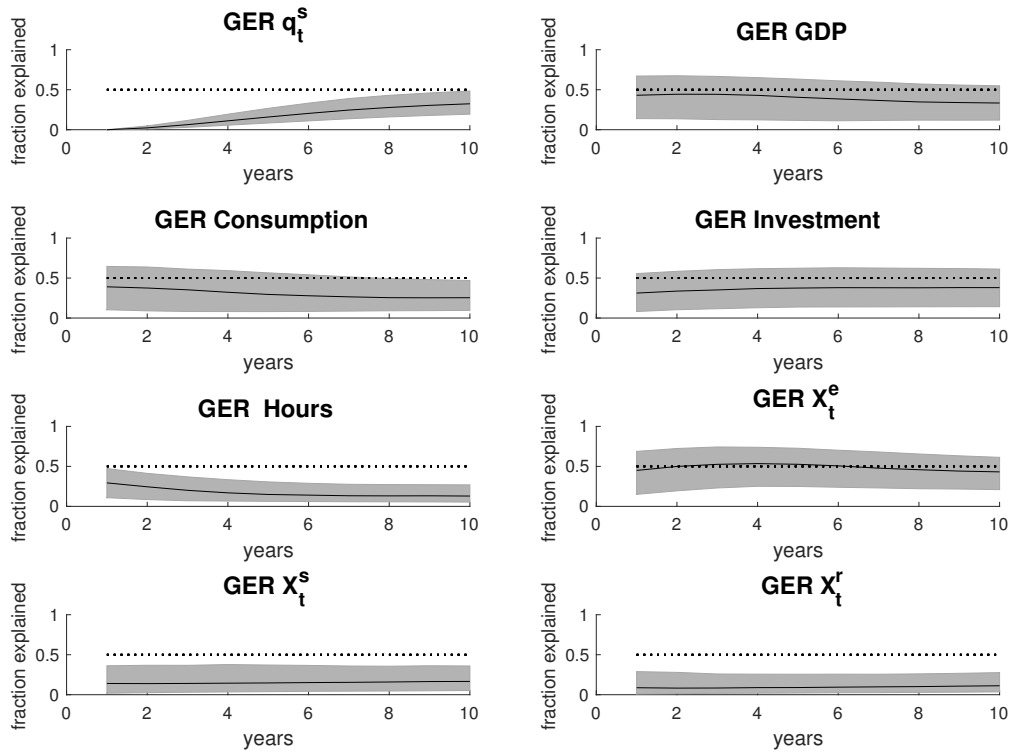 GER q_t^s
fraction explained
1
0.5
0
0 2 4 6 8 10
years
GER GDP
fraction explained
1
0.5
0
0 2 4 6 8 10
years
GER Consumption
fraction explained
1
0.5
0
0 2 4 6 8 10
years
GER Investment
fraction explained
1
0.5
0
0 2 4 6 8 10
years
GER Hours
fraction explained
1
0.5
0
0 2 4 6 8 10
years
GER X_t^e
fraction explained
1
0.5
0
0 2 4 6 8 10
years
GER X_t^s
fraction explained
1
0.5
0
0 2 4 6 8 10
years
GER X_t^r
fraction explained
1
0.5
0
0 2 4 6 8 10
years